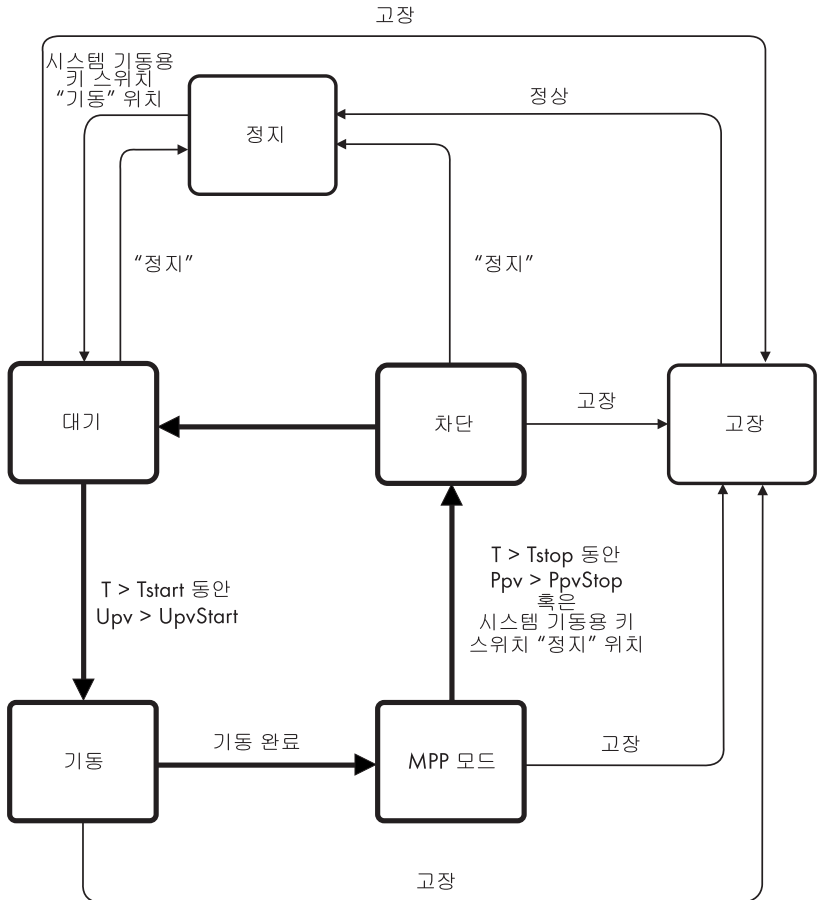 고장
시스템 기동용
키 스위치
“기동” 위치
정상
정지
“정지”
“정지”
대기
차단
고장
고장
T > Tstart 동안
Upv > UpvStart
T > Tstop 동안
Ppv > PpvStop
혹은
시스템 기동용 키
스위치 “정지” 위치
기동
기동 완료
MPP 모드
고장
고장